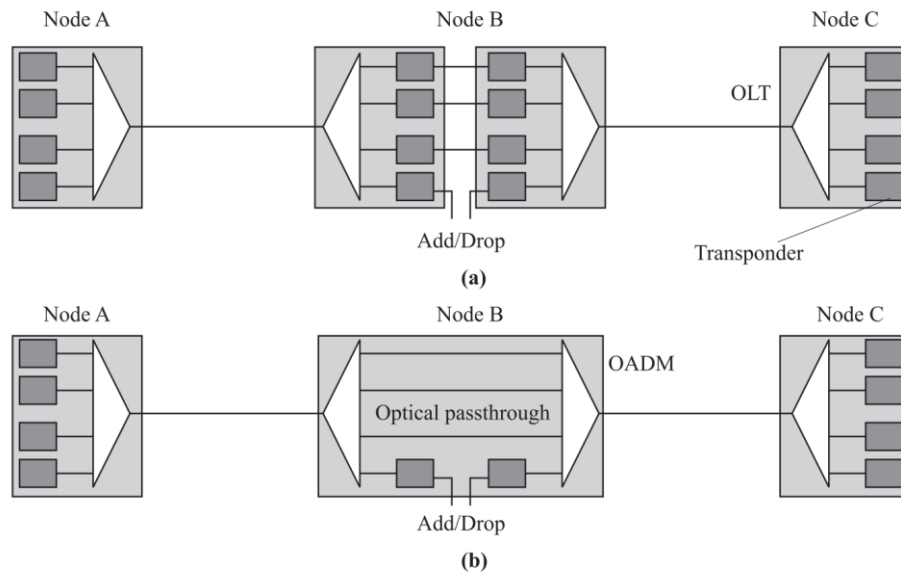 Node A
Node B
Node C
OLT
Add/Drop
Transponder
(a)
Node A
Node B
Node C
OADM
Optical passthrough
Add/Drop
(b)